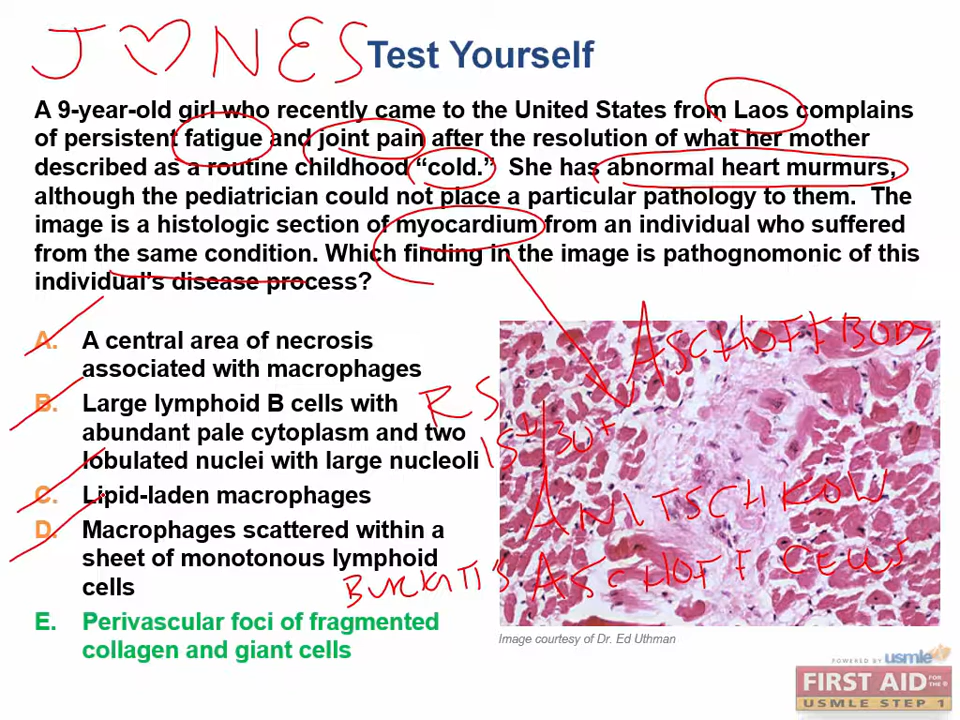 J♡NES
Test Yourself
A 9-year-old girl who recently came to the United States from Laos complains
of persistent fatigue and joint pain after the resolution of what her mother
described as a routine childhood “cold.” She has abnormal heart murmurs,
although the pediatrician could not place a particular pathology to them. The
image is a histologic section of myocardium from an individual who suffered
from the same condition. Which finding in the image is pathognomonic of this
individual's disease process?
A. A central area of necrosis
associated with macrophages
B. Large lymphoid B cells with
abundant pale cytoplasm and two
lobulated nuclei with large nucleoli
C. Lipid-laden macrophages
D. Macrophages scattered within a
sheet of monotonous lymphoid
cells
E. Perivascular foci of fragmented
collagen and giant cells
ASCHOFF BODY
RS
15+/30+
ANITSCHKOW
ASCHOFF CELLS
BURKITT'S
Image courtesy of Dr. Ed Uthman
POWERED BY usmle
FIRST AID FOR THE ®
USMLE STEP 1